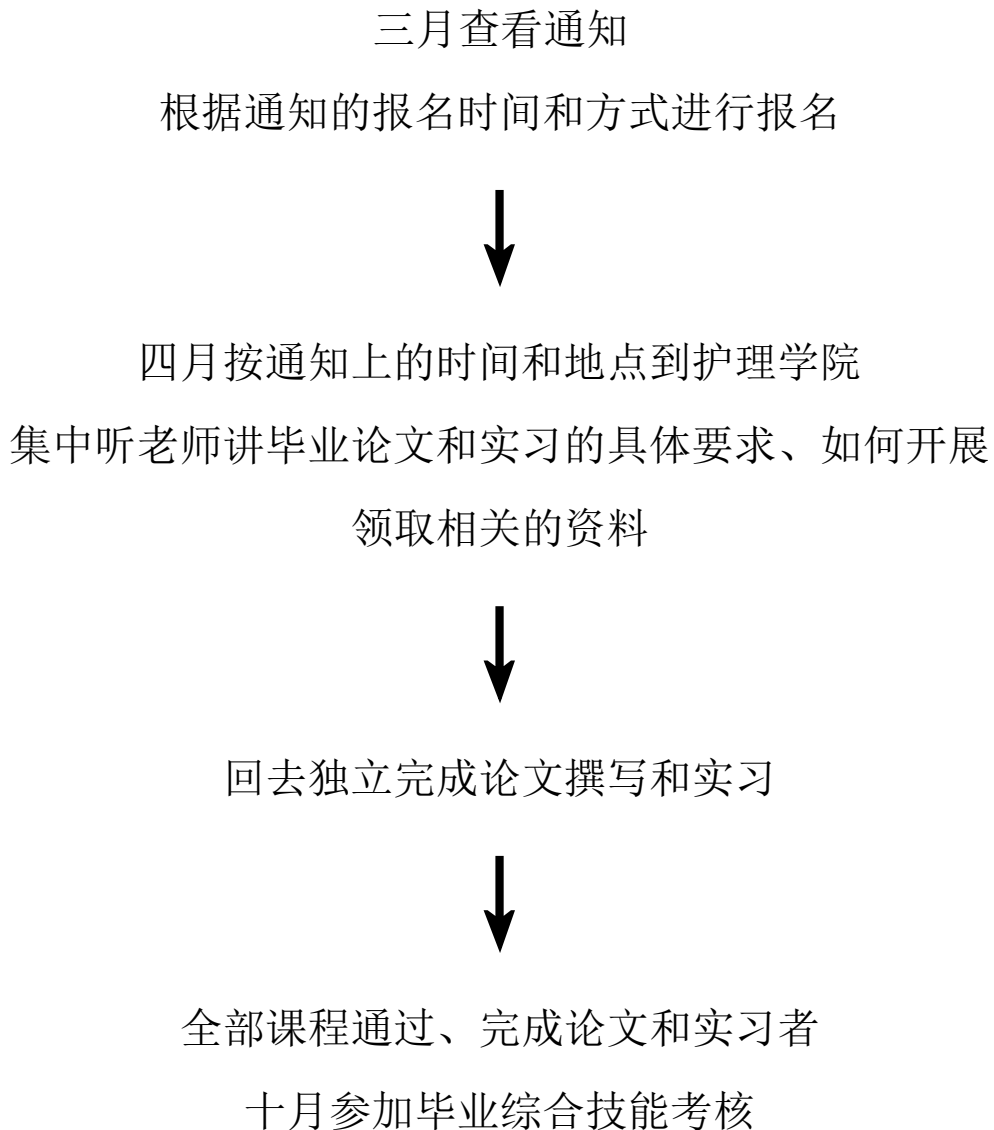 三月查看通知
根据通知的报名时间和方式进行报名
四月按通知上的时间和地点到护理学院
集中听老师讲毕业论文和实习的具体要求、如何开展
领取相关的资料
回去独立完成论文撰写和实习
全部课程通过、完成论文和实习者
十月参加毕业综合技能考核